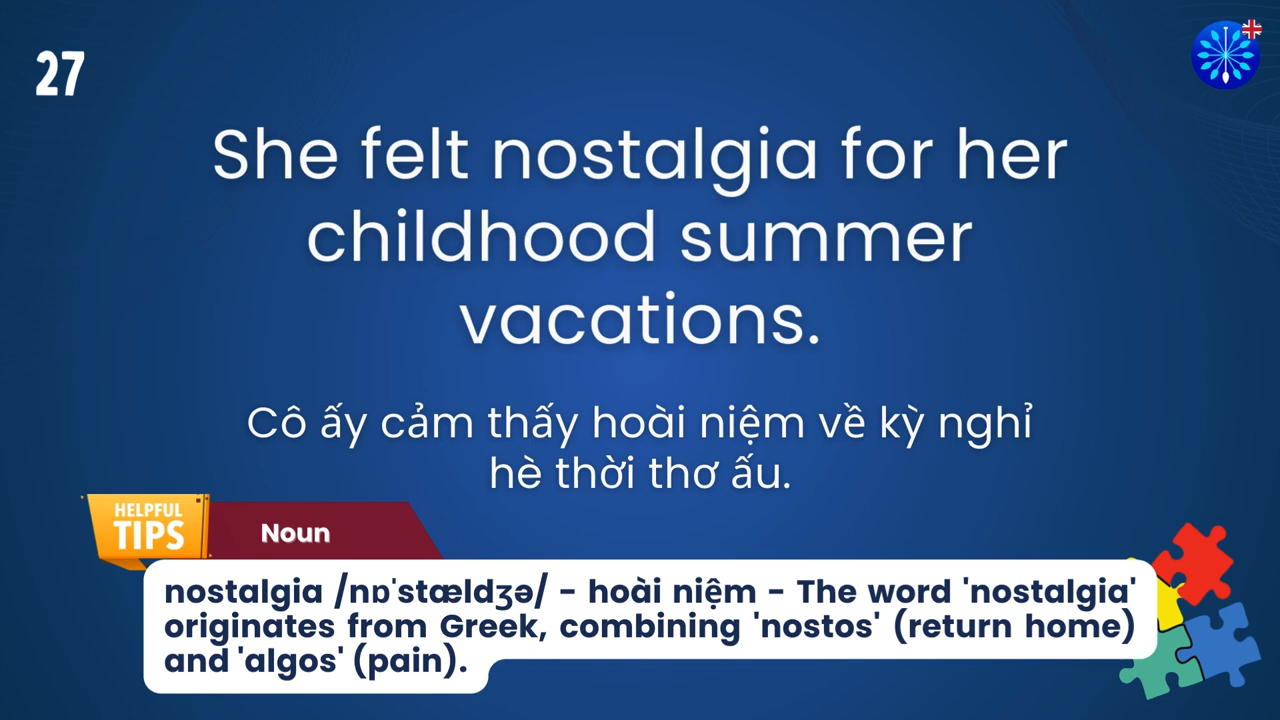 27
She felt nostalgia for her
childhood summer
vacations.
Cô ấy cảm thấy hoài niệm về kỳ nghỉ
hè thời thơ ấu.
HELPFUL
TIPS
Noun
nostalgia /nɒˈstældʒə/ - hoài niệm - The word 'nostalgia'
originates from Greek, combining 'nostos' (return home)
and 'algos' (pain).